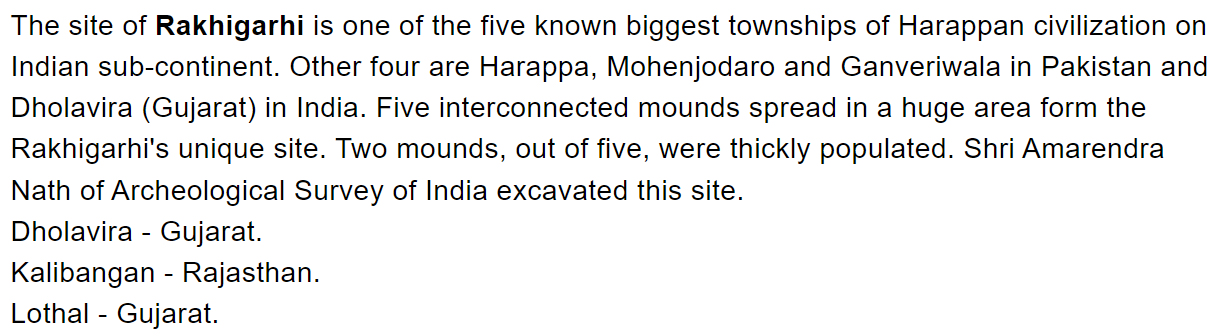 The site of Rakhigarhi is one of the five known biggest townships of Harappan civilization on
Indian sub-continent. Other four are Harappa, Mohenjodaro and Ganveriwala in Pakistan and
Dholavira (Gujarat) in India. Five interconnected mounds spread in a huge area form the
Rakhigarhi's unique site. Two mounds, out of five, were thickly populated. Shri Amarendra
Nath of Archeological Survey of India excavated this site.
Dholavira - Gujarat.
Kalibangan - Rajasthan.
Lothal - Gujarat.